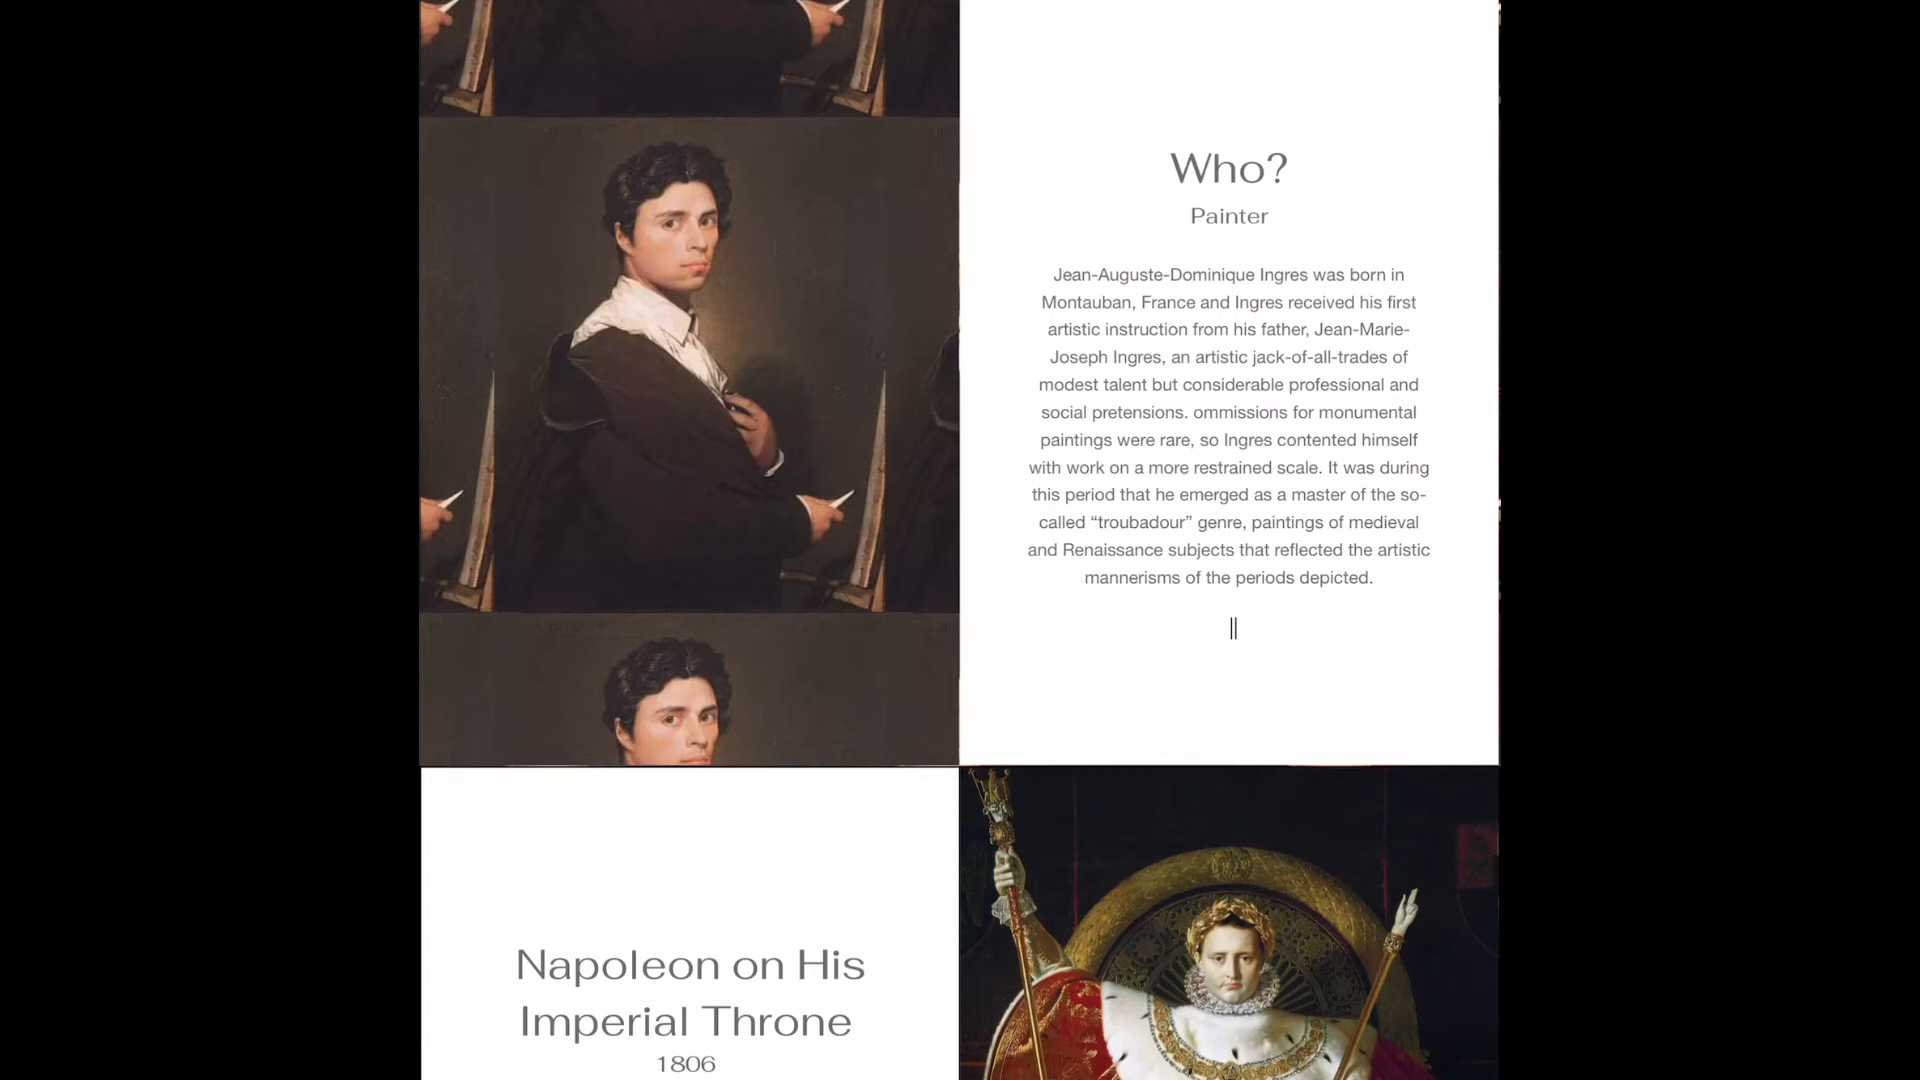 Who?
Painter
Jean-Auguste-Dominique Ingres was born in
Montauban, France and Ingres received his first
artistic instruction from his father, Jean-Marie-
Joseph Ingres, an artistic jack-of-all-trades of
modest talent but considerable professional and
social pretensions. ommissions for monumental
paintings were rare, so Ingres contented himself
with work on a more restrained scale. It was during
this period that he emerged as a master of the so-
called “troubadour” genre, paintings of medieval
and Renaissance subjects that reflected the artistic
mannerisms of the periods depicted.
||
Napoleon on His
Imperial Throne
1806